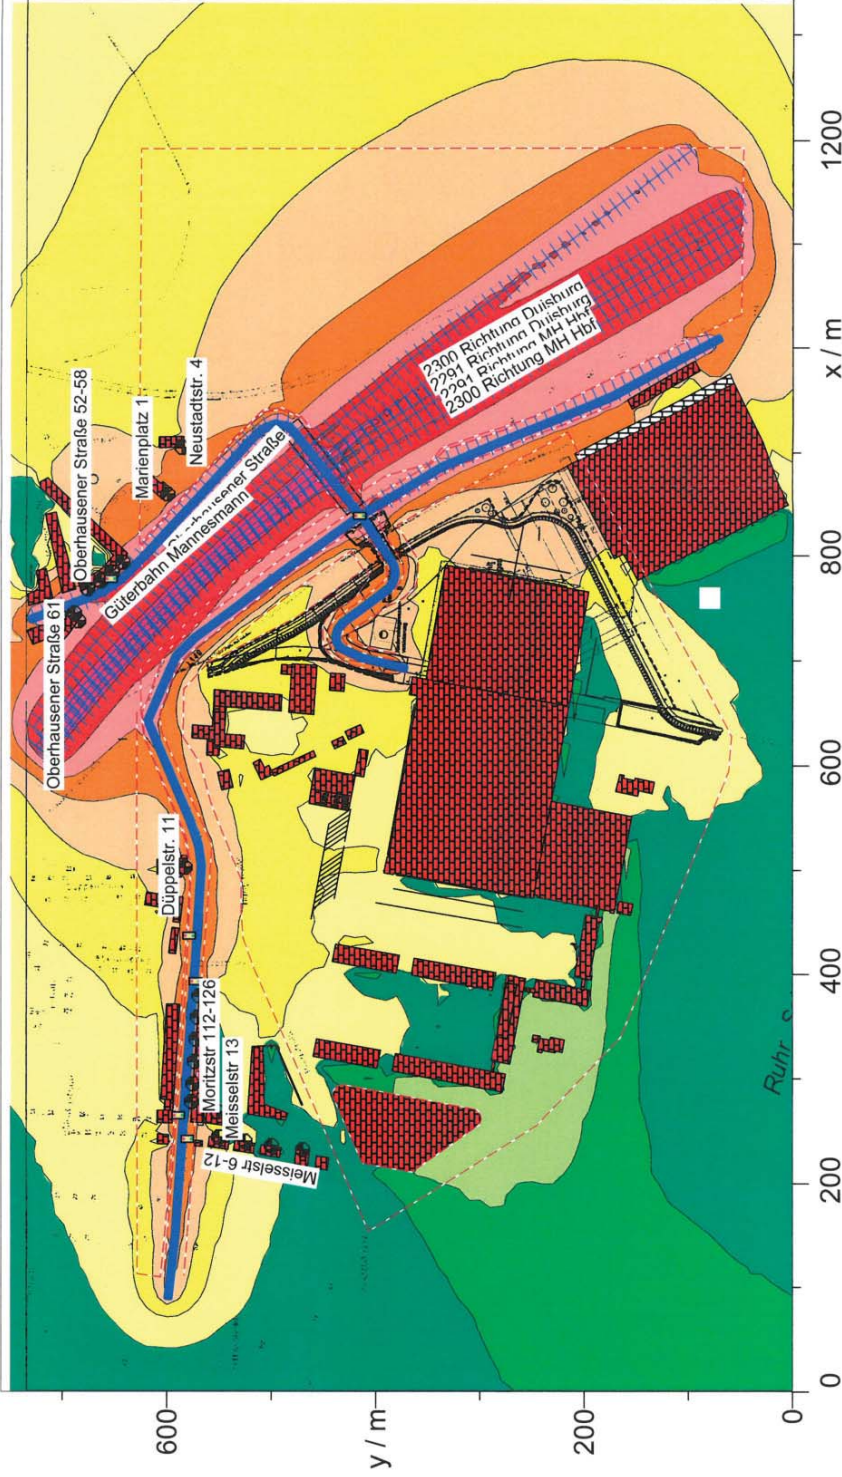 Oberhausener Straße 61
Oberhausener Straße 52-58
Marienplatz 1
Neustadtstr. 4
Oberhausener Straße
Güterbahn Mannesmann
2300 Richtung Duisburg
2291 Richtung Duisburg
2291 Richtung MH Hbf
2300 Richtung MH Hbf
Düppelstr. 11
Moritzstr 112-126
Meisselstr 13
Meisselstr 6-12
Ruhr
600
y / m
200
0
0
200
400
600
800
x / m
1200